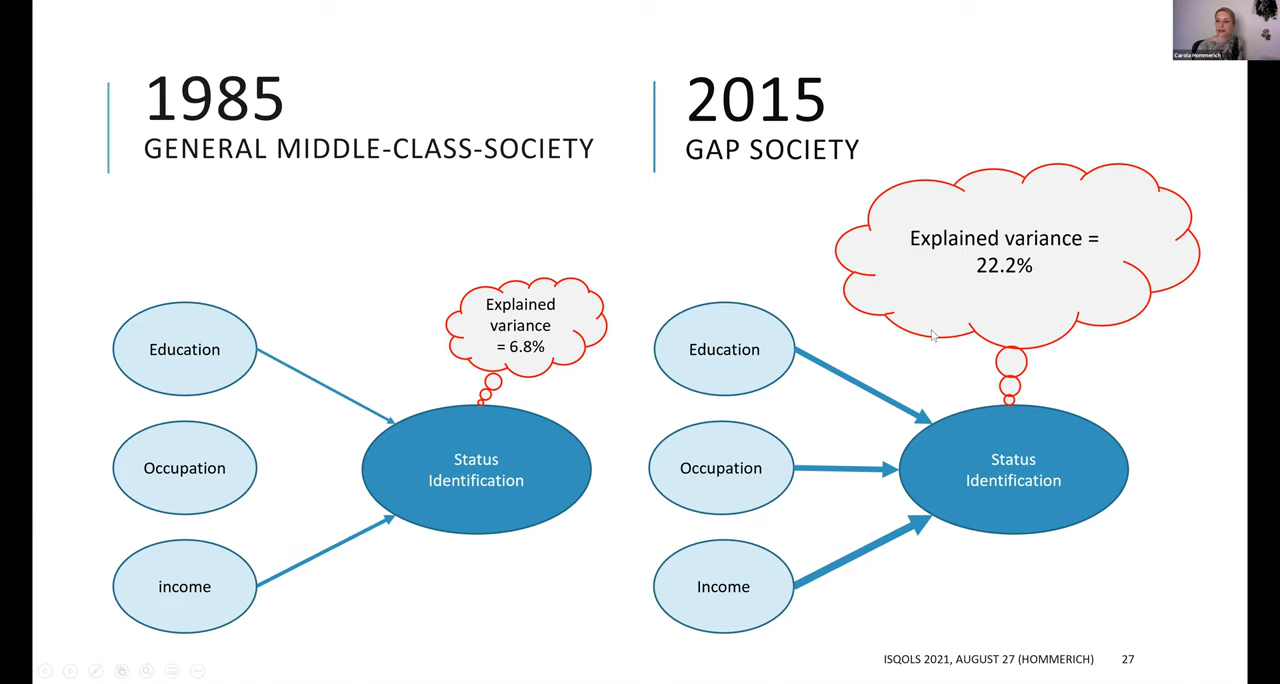 Carola Hommerich
1985
GENERAL MIDDLE-CLASS-SOCIETY
2015
GAP SOCIETY
Explained
variance
= 6.8%
Education
Occupation
income
Status
Identification
Explained variance =
22.2%
Education
Occupation
Income
Status
Identification
ISQOLS 2021, AUGUST 27 (HOMMERICH)
27